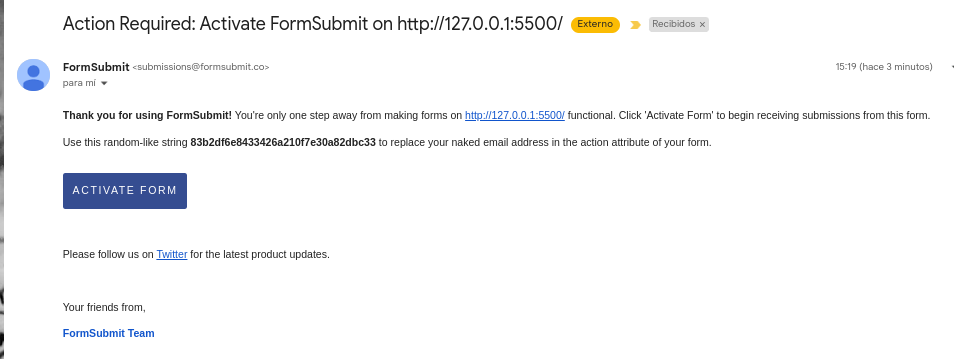 Action Required: Activate FormSubmit on http://127.0.0.1:5500/ Externo Recibidos ×
FormSubmit <submissions@formsubmit.co> 15:19 (hace 3 minutos)
para mí
Thank you for using FormSubmit! You're only one step away from making forms on http://127.0.0.1:5500/ functional. Click 'Activate Form' to begin receiving submissions from this form.
Use this random-like string 83b2df6e8433426a210f7e30a82dbc33 to replace your naked email address in the action attribute of your form.
ACTIVATE FORM
Please follow us on Twitter for the latest product updates.
Your friends from,
FormSubmit Team